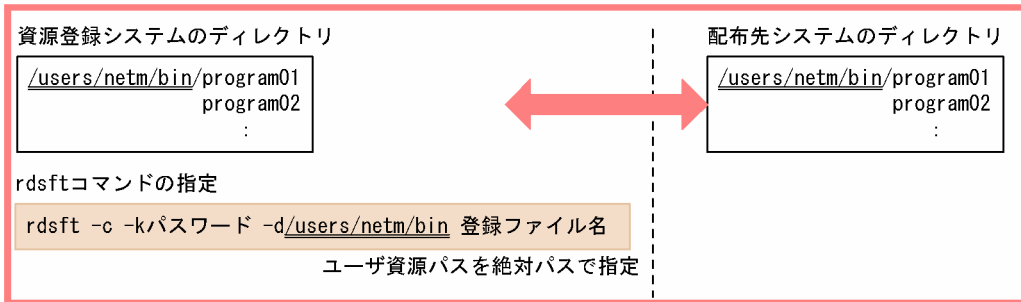 資源登録システムのディレクトリ
/users/netm/bin/program01
program02
:
配布先システムのディレクトリ
/users/netm/bin/program01
program02
:
rdsftコマンドの指定
rdsft -c -kパスワード -d/users/netm/bin 登録ファイル名
ユーザ資源パスを絶対パスで指定